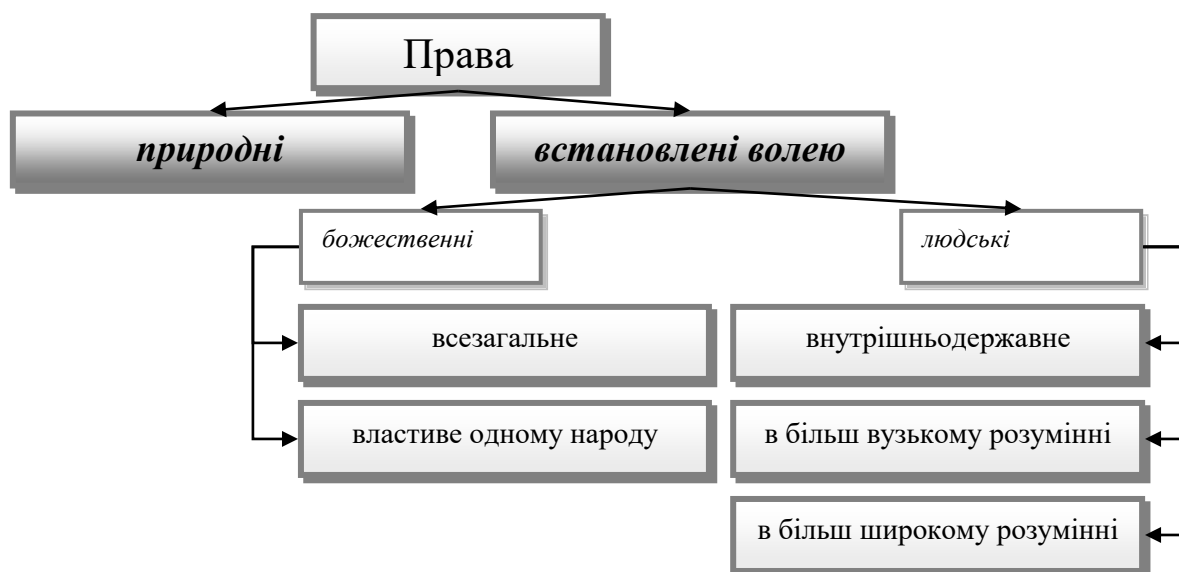 Права
природні
встановлені волею
божественні
людські
всезагальне
внутрішньодержавне
властиве одному народу
в більш вузькому розумінні
в більш широкому розумінні